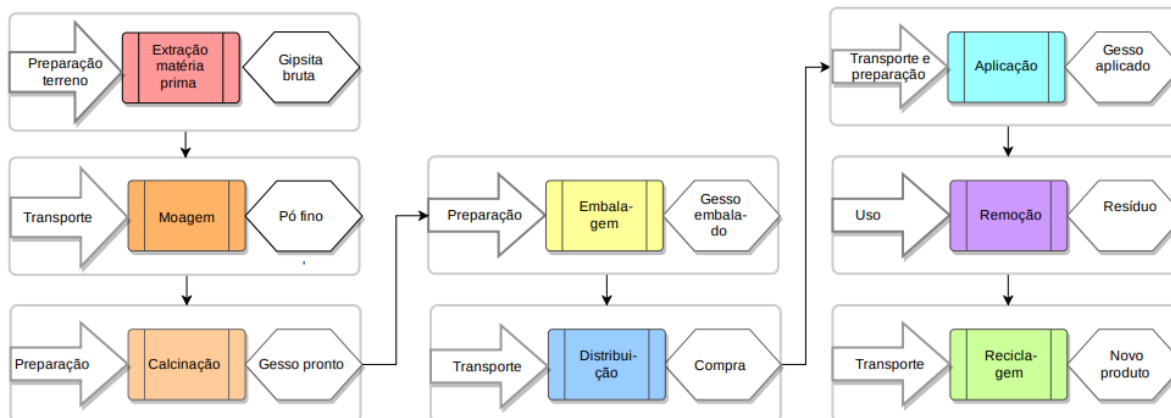 Preparação
terreno
Extração
matéria
prima
Gipsita
bruta
Transporte
Moagem
Pó fino
,
Preparação
Calcinação
Gesso pronto
Preparação
Embala-
gem
Gesso
embala-
do
Transporte
Distribui-
ção
Compra
Transporte e
preparação
Aplicação
Gesso
aplicado
Uso
Remoção
Resíduo
Transporte
Recicla-
gem
Novo
produto